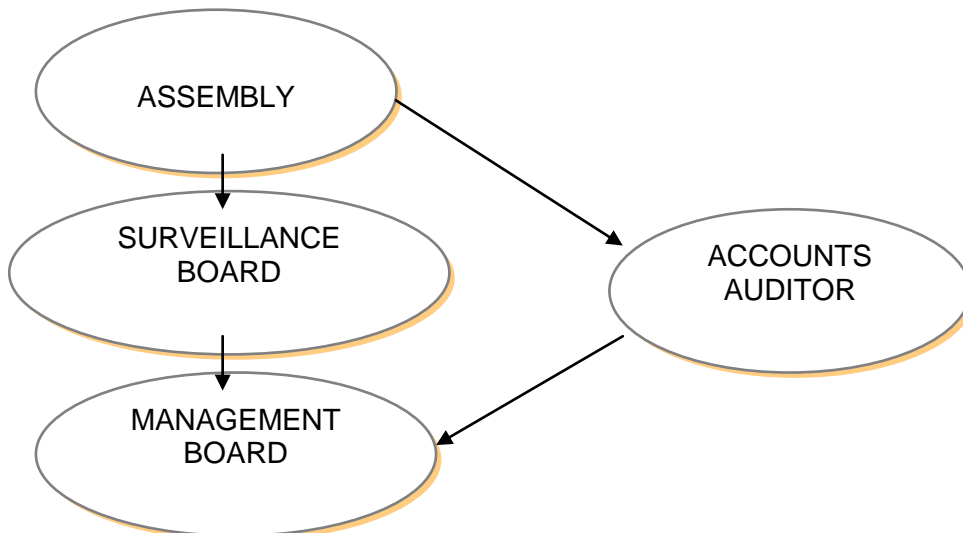 ASSEMBLY
SURVEILLANCE
BOARD
ACCOUNTS
AUDITOR
MANAGEMENT
BOARD